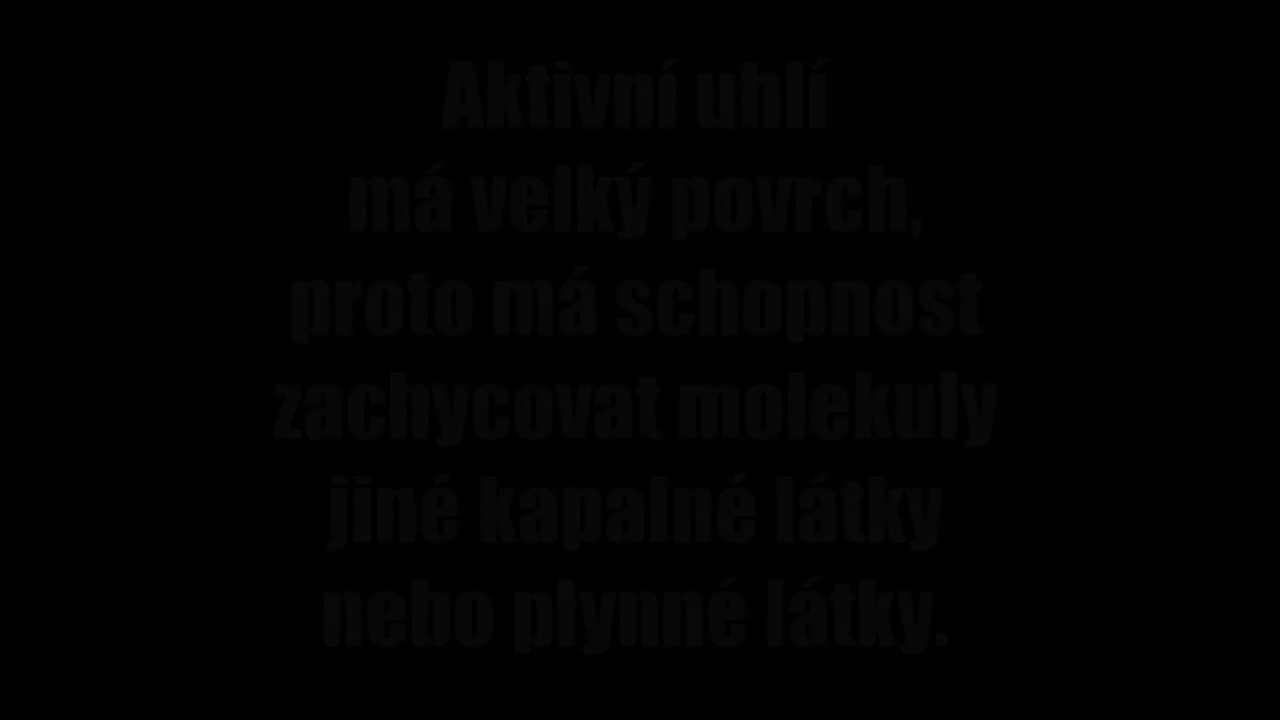 Aktivní uhlí
má velký povrch,
proto má schopnost
zachycovat molekuly
jiné kapalné látky
nebo plynné látky.